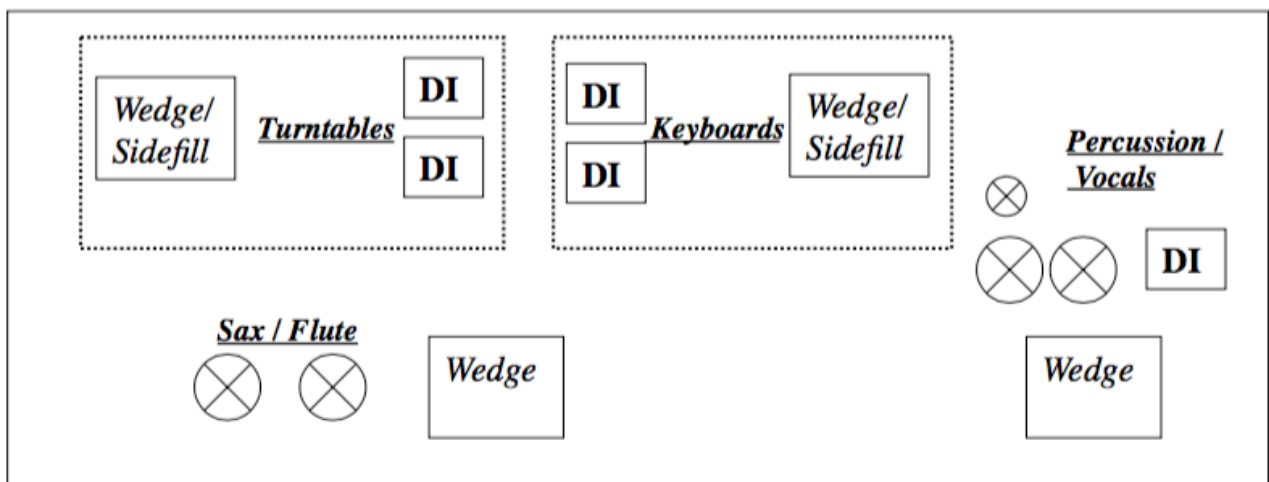 Wedge/
Sidefill
Turntables
DI
DI
DI
DI
Keyboards
Wedge/
Sidefill
Percussion /
Vocals
DI
Sax / Flute
Wedge
Wedge